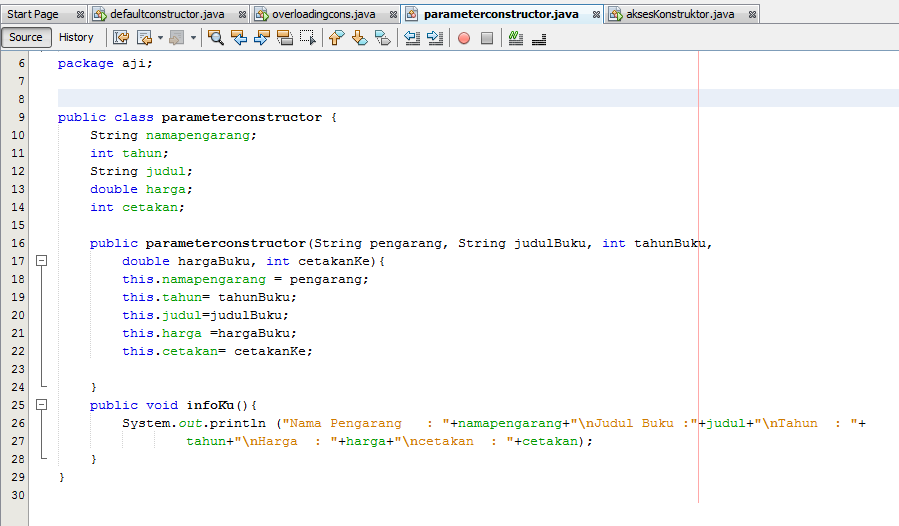 Start Page defaultconstructor.java overloadingcons.java parameterconstructor.java aksesKonstruktor.java
Source History
6 package aji;
7
8
9 public class parameterconstructor {
10 String namapengarang;
11 int tahun;
12 String judul;
13 double harga;
14 int cetakan;
15
16 public parameterconstructor(String pengarang, String judulBuku, int tahunBuku,
17 double hargaBuku, int cetakanKe){
18 this.namapengarang = pengarang;
19 this.tahun= tahunBuku;
20 this.judul=judulBuku;
21 this.harga =hargaBuku;
22 this.cetakan= cetakanKe;
23
24 }
25 public void infoKu(){
26 System.out.println ("Nama Pengarang   : "+namapengarang+"\nJudul Buku :"+judul+"\nTahun  : "+
27 tahun+"\nHarga  : "+harga+"\ncetakan  : "+cetakan);
28 }
29 }
30